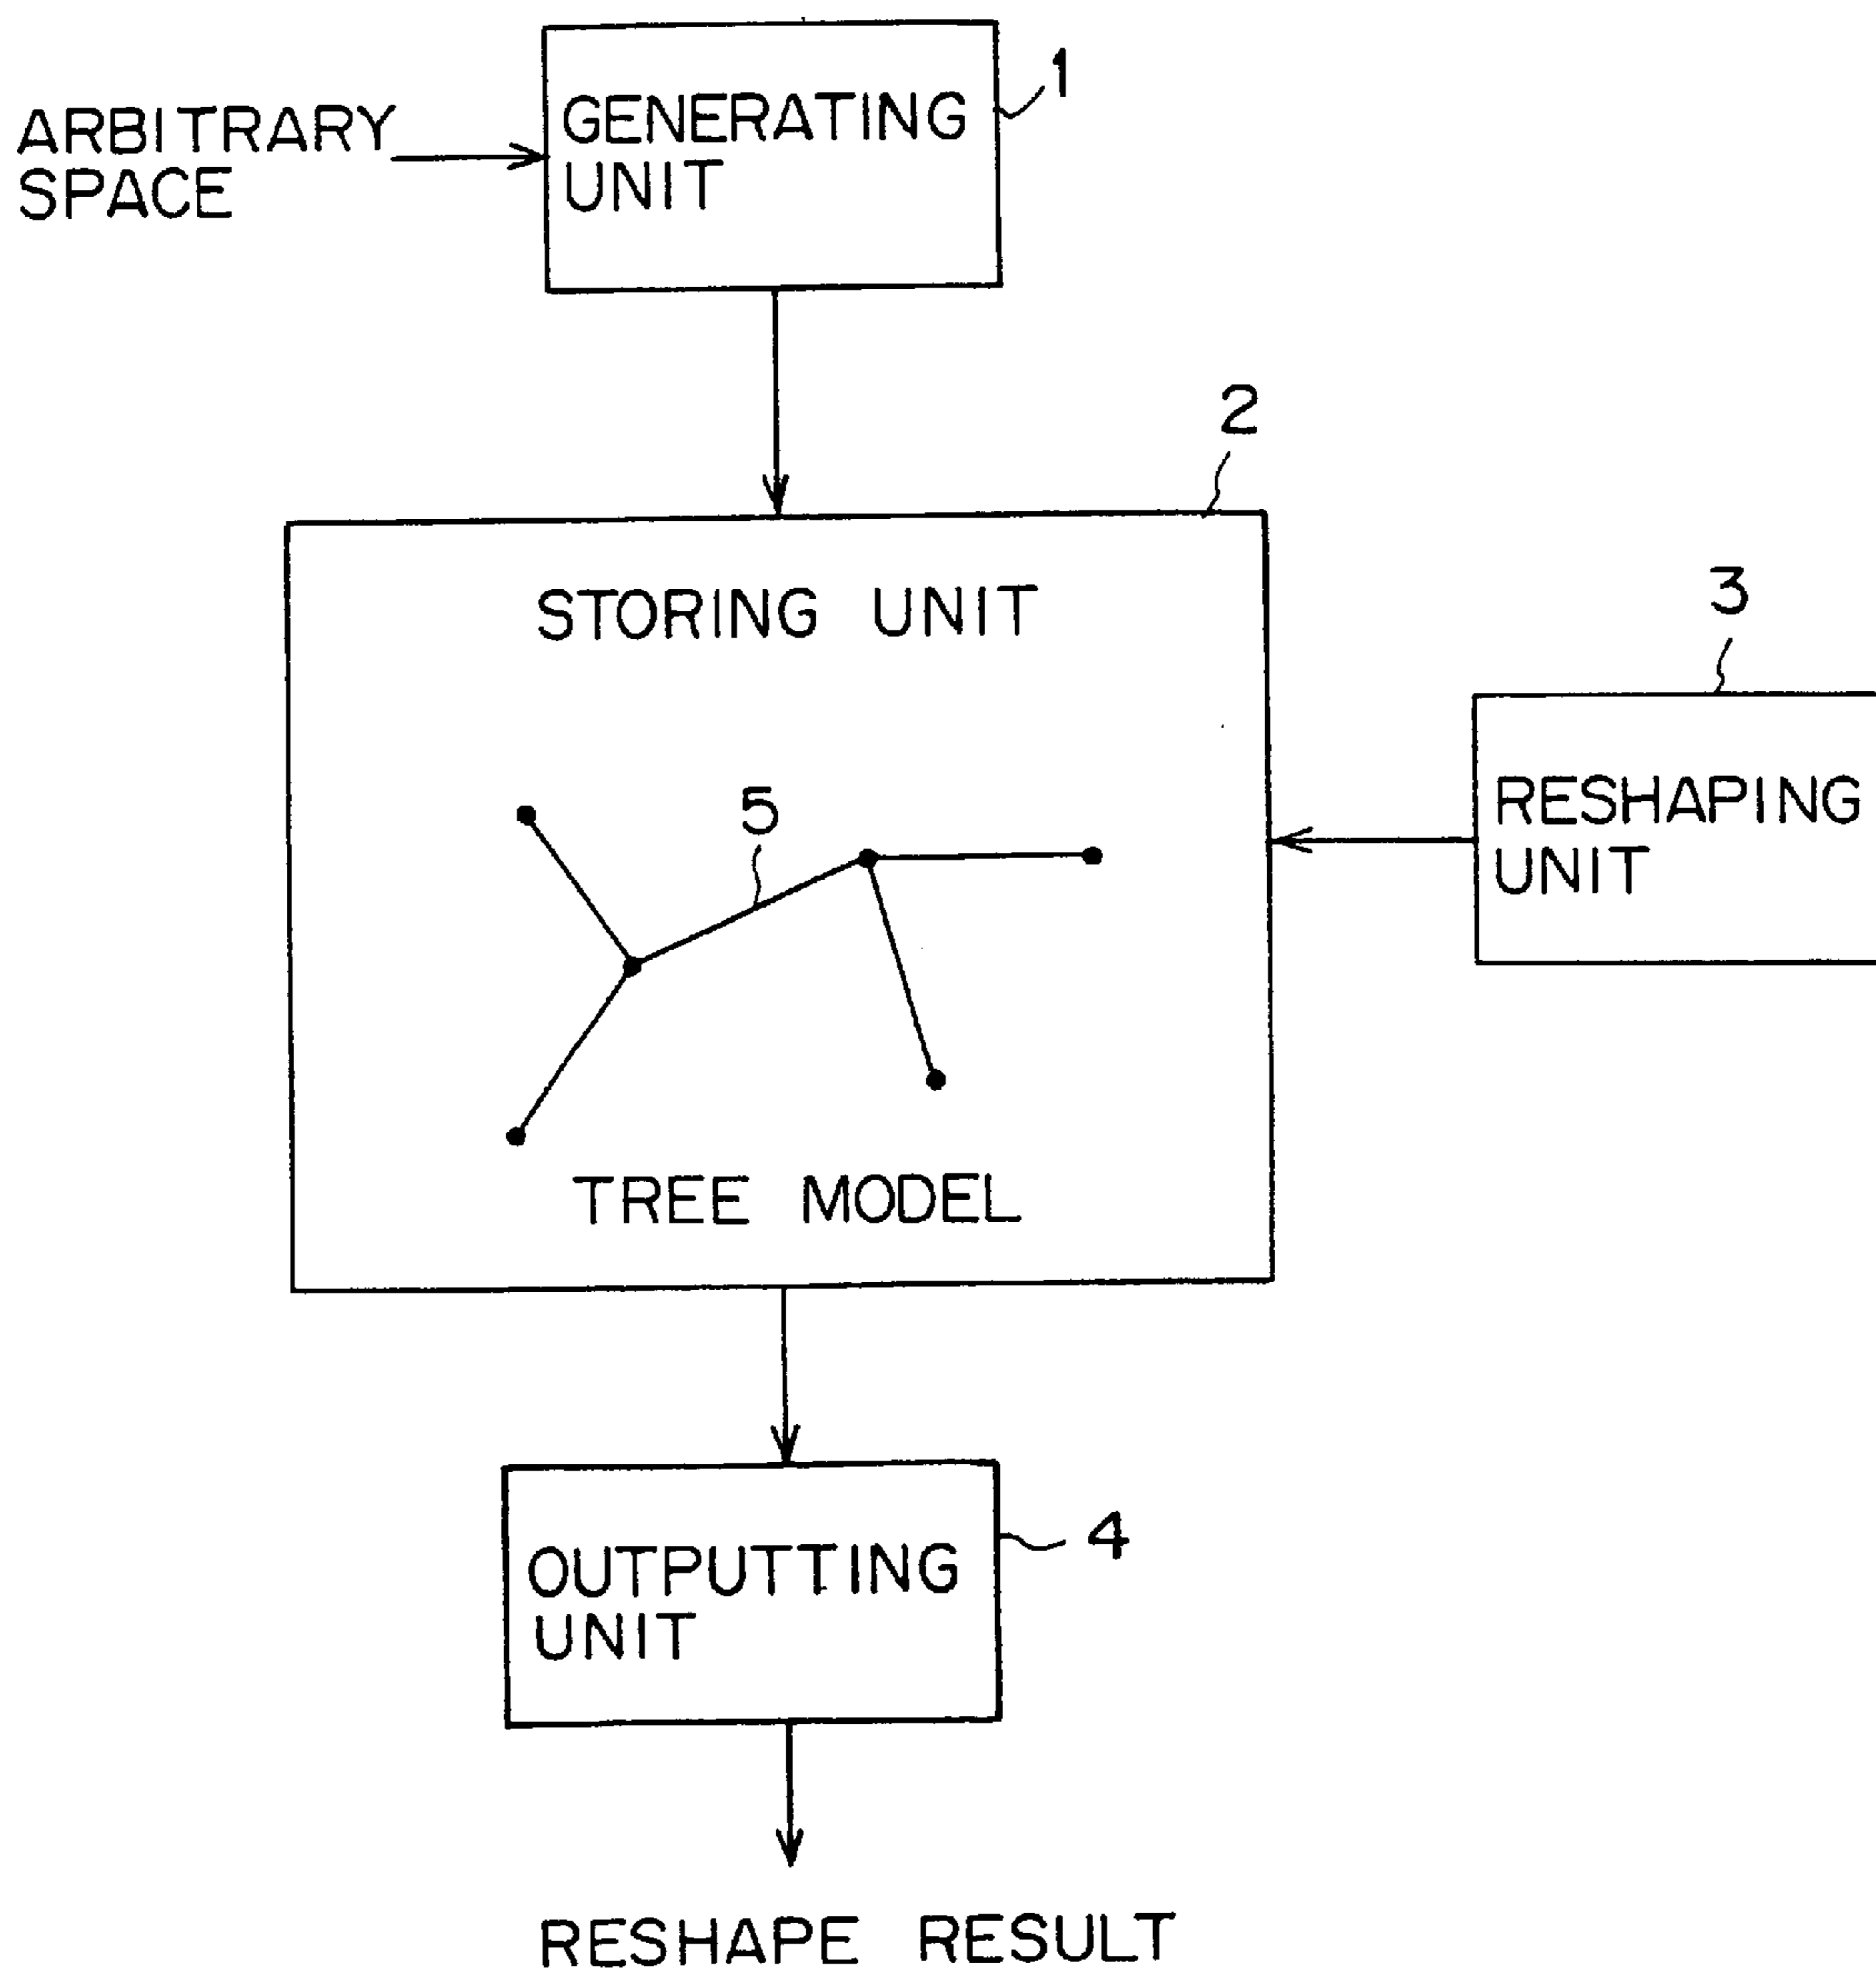 1
ARBITRARY
SPACE
GENERATING
UNIT
2
STORING UNIT
3
RESHAPING
UNIT
5
TREE MODEL
OUTPUTTING
UNIT
4
RESHAPE RESULT